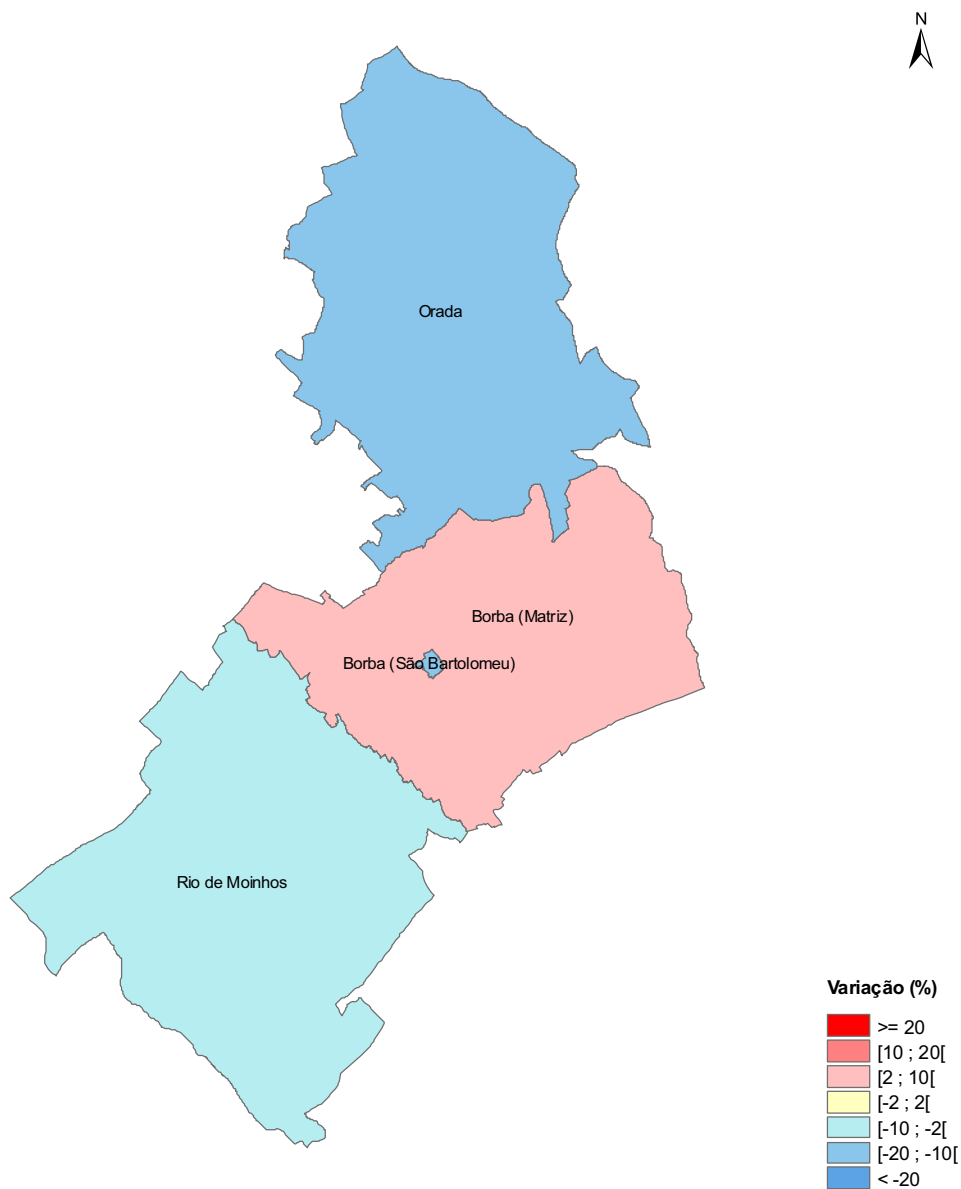 N
Orada
Borba (Matriz)
Borba (São Bartolomeu)
Rio de Moinhos
Variação (%)
>= 20
[10 ; 20[
[2 ; 10[
[-2 ; 2[
[-10 ; -2[
[-20 ; -10[
< -20